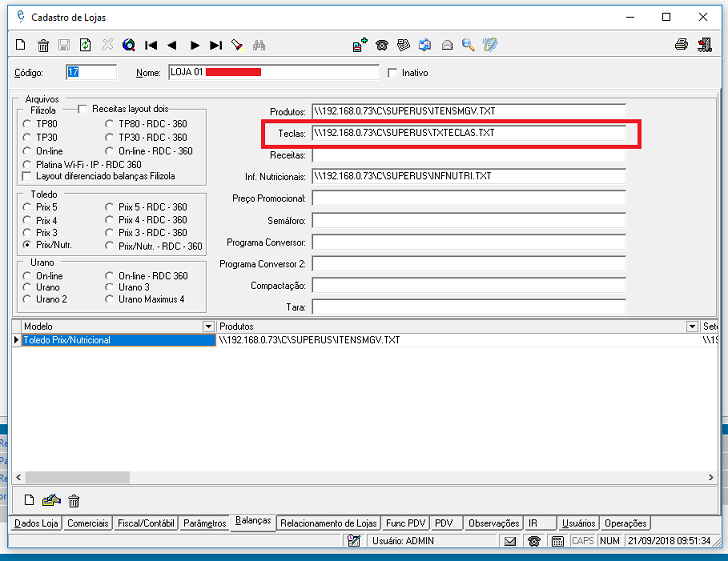 Cadastro de Lojas
Código: 17 Nome: LOJA 01 Inativo
Arquivos
Filizola Receitas layout dois
TP80 TP80 - RDC - 360
TP30 TP30 - RDC - 360
On-line On-line - RDC - 360
Platina Wi-Fi - IP - RDC 360
Layout diferenciado balanças Filizola
Toledo
Prix 5 Prix 5 - RDC - 360
Prix 4 Prix 4 - RDC - 360
Prix 3 Prix 3 - RDC - 360
Prix/Nutr. Prix/Nutr. - RDC - 360
Urano
On-line On-line - RDC 360
Urano Urano 3
Urano 2 Urano Maximus 4
Produtos: \\192.168.0.73\C\SUPERUS\ITENSMGV.TXT
Teclas: \\192.168.0.73\C\SUPERUS\TXTECLAS.TXT
Receitas:
Inf. Nutricionais: \\192.168.0.73\C\SUPERUS\INFNUTRI.TXT
Preço Promocional:
Semáforo:
Programa Conversor:
Programa Conversor 2:
Compactação:
Tara:
Modelo Produtos
Toledo Prix/Nutricional \\192.168.0.73\C\SUPERUS\ITENSMGV.TXT
Dados Loja Comerciais Fiscal/Contábil Parâmetros Balanças Relacionamento de Lojas Func PDV PDV Observações IR Usuários Operações
Usuário: ADMIN CAPS NUM 21/09/2018 09:51:34